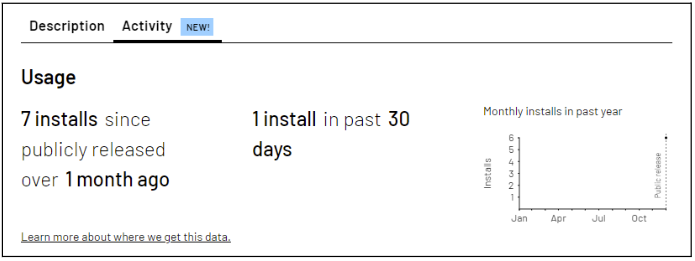 Description Activity NEW!
Usage
7 installs since
publicly released
over 1 month ago
1 install in past 30
days
Monthly installs in past year
Installs
6
5
4
3
2
1
Public release
Jan Apr Jul Oct
Learn more about where we get this data.